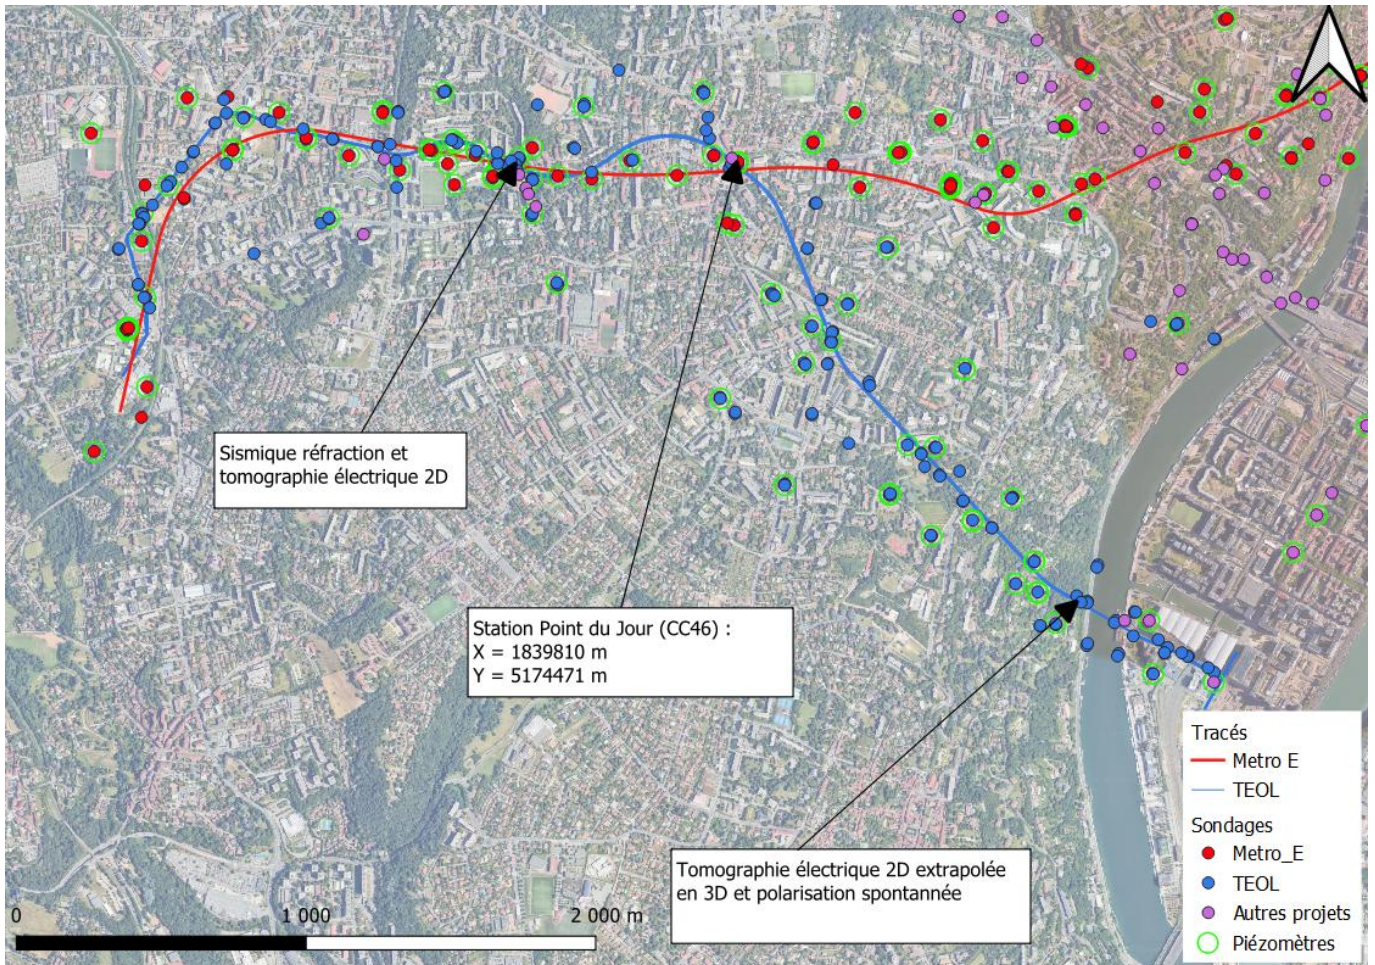 Sismique réfraction et
tomographie électrique 2D
Station Point du Jour (CC46) :
X = 1839810 m
Y = 5174471 m
Tomographie électrique 2D extrapolée
en 3D et polarisation spontannée
Tracés
Metro E
TEOL
Sondages
Metro_E
TEOL
Autres projets
Piézomètres
0 1 000 2 000 m